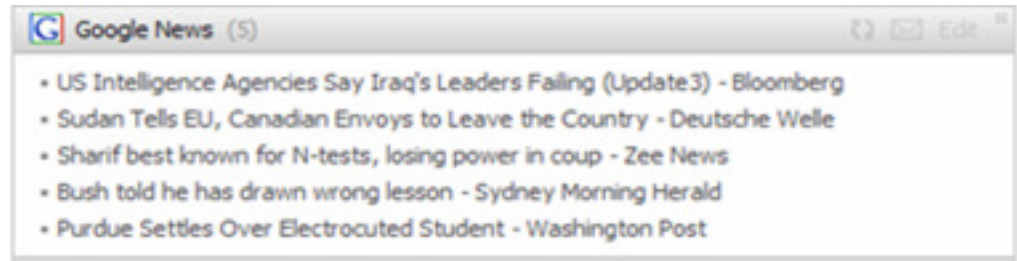 G Google News (5) Edit
• US Intelligence Agencies Say Iraq's Leaders Failing (Update3) - Bloomberg
• Sudan Tells EU, Canadian Envoys to Leave the Country - Deutsche Welle
• Sharif best known for N-tests, losing power in coup - Zee News
• Bush told he has drawn wrong lesson - Sydney Morning Herald
• Purdue Settles Over Electrocuted Student - Washington Post